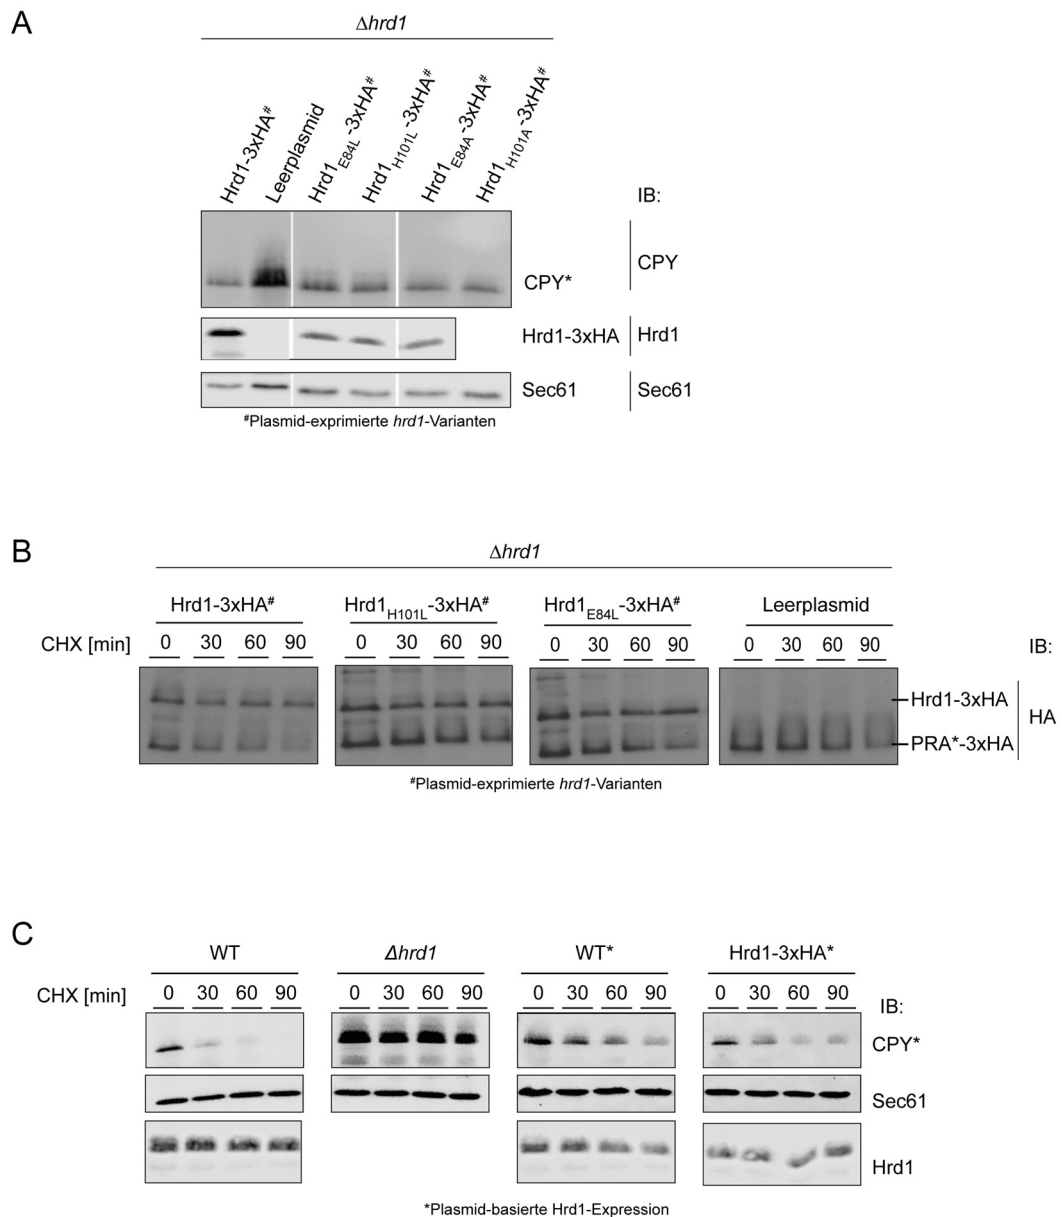 A
Δhrd1
Hrd1-3xHA#
Leerplasmid
Hrd1E84L-3xHA#
Hrd1H101L-3xHA#
Hrd1E84A-3xHA#
Hrd1H101A-3xHA#
IB:
CPY*
CPY
Hrd1-3xHA
Hrd1
Sec61
Sec61
#Plasmid-exprimierte hrd1-Varianten
B
Δhrd1
Hrd1-3xHA# Hrd1H101L-3xHA# Hrd1E84L-3xHA# Leerplasmid
CHX [min] 0 30 60 90 0 30 60 90 0 30 60 90 0 30 60 90 IB:
Hrd1-3xHA
HA
PRA*-3xHA
#Plasmid-exprimierte hrd1-Varianten
C
WT Δhrd1 WT* Hrd1-3xHA*
CHX [min] 0 30 60 90 0 30 60 90 0 30 60 90 0 30 60 90 IB:
CPY*
Sec61
Hrd1
*Plasmid-basierte Hrd1-Expression